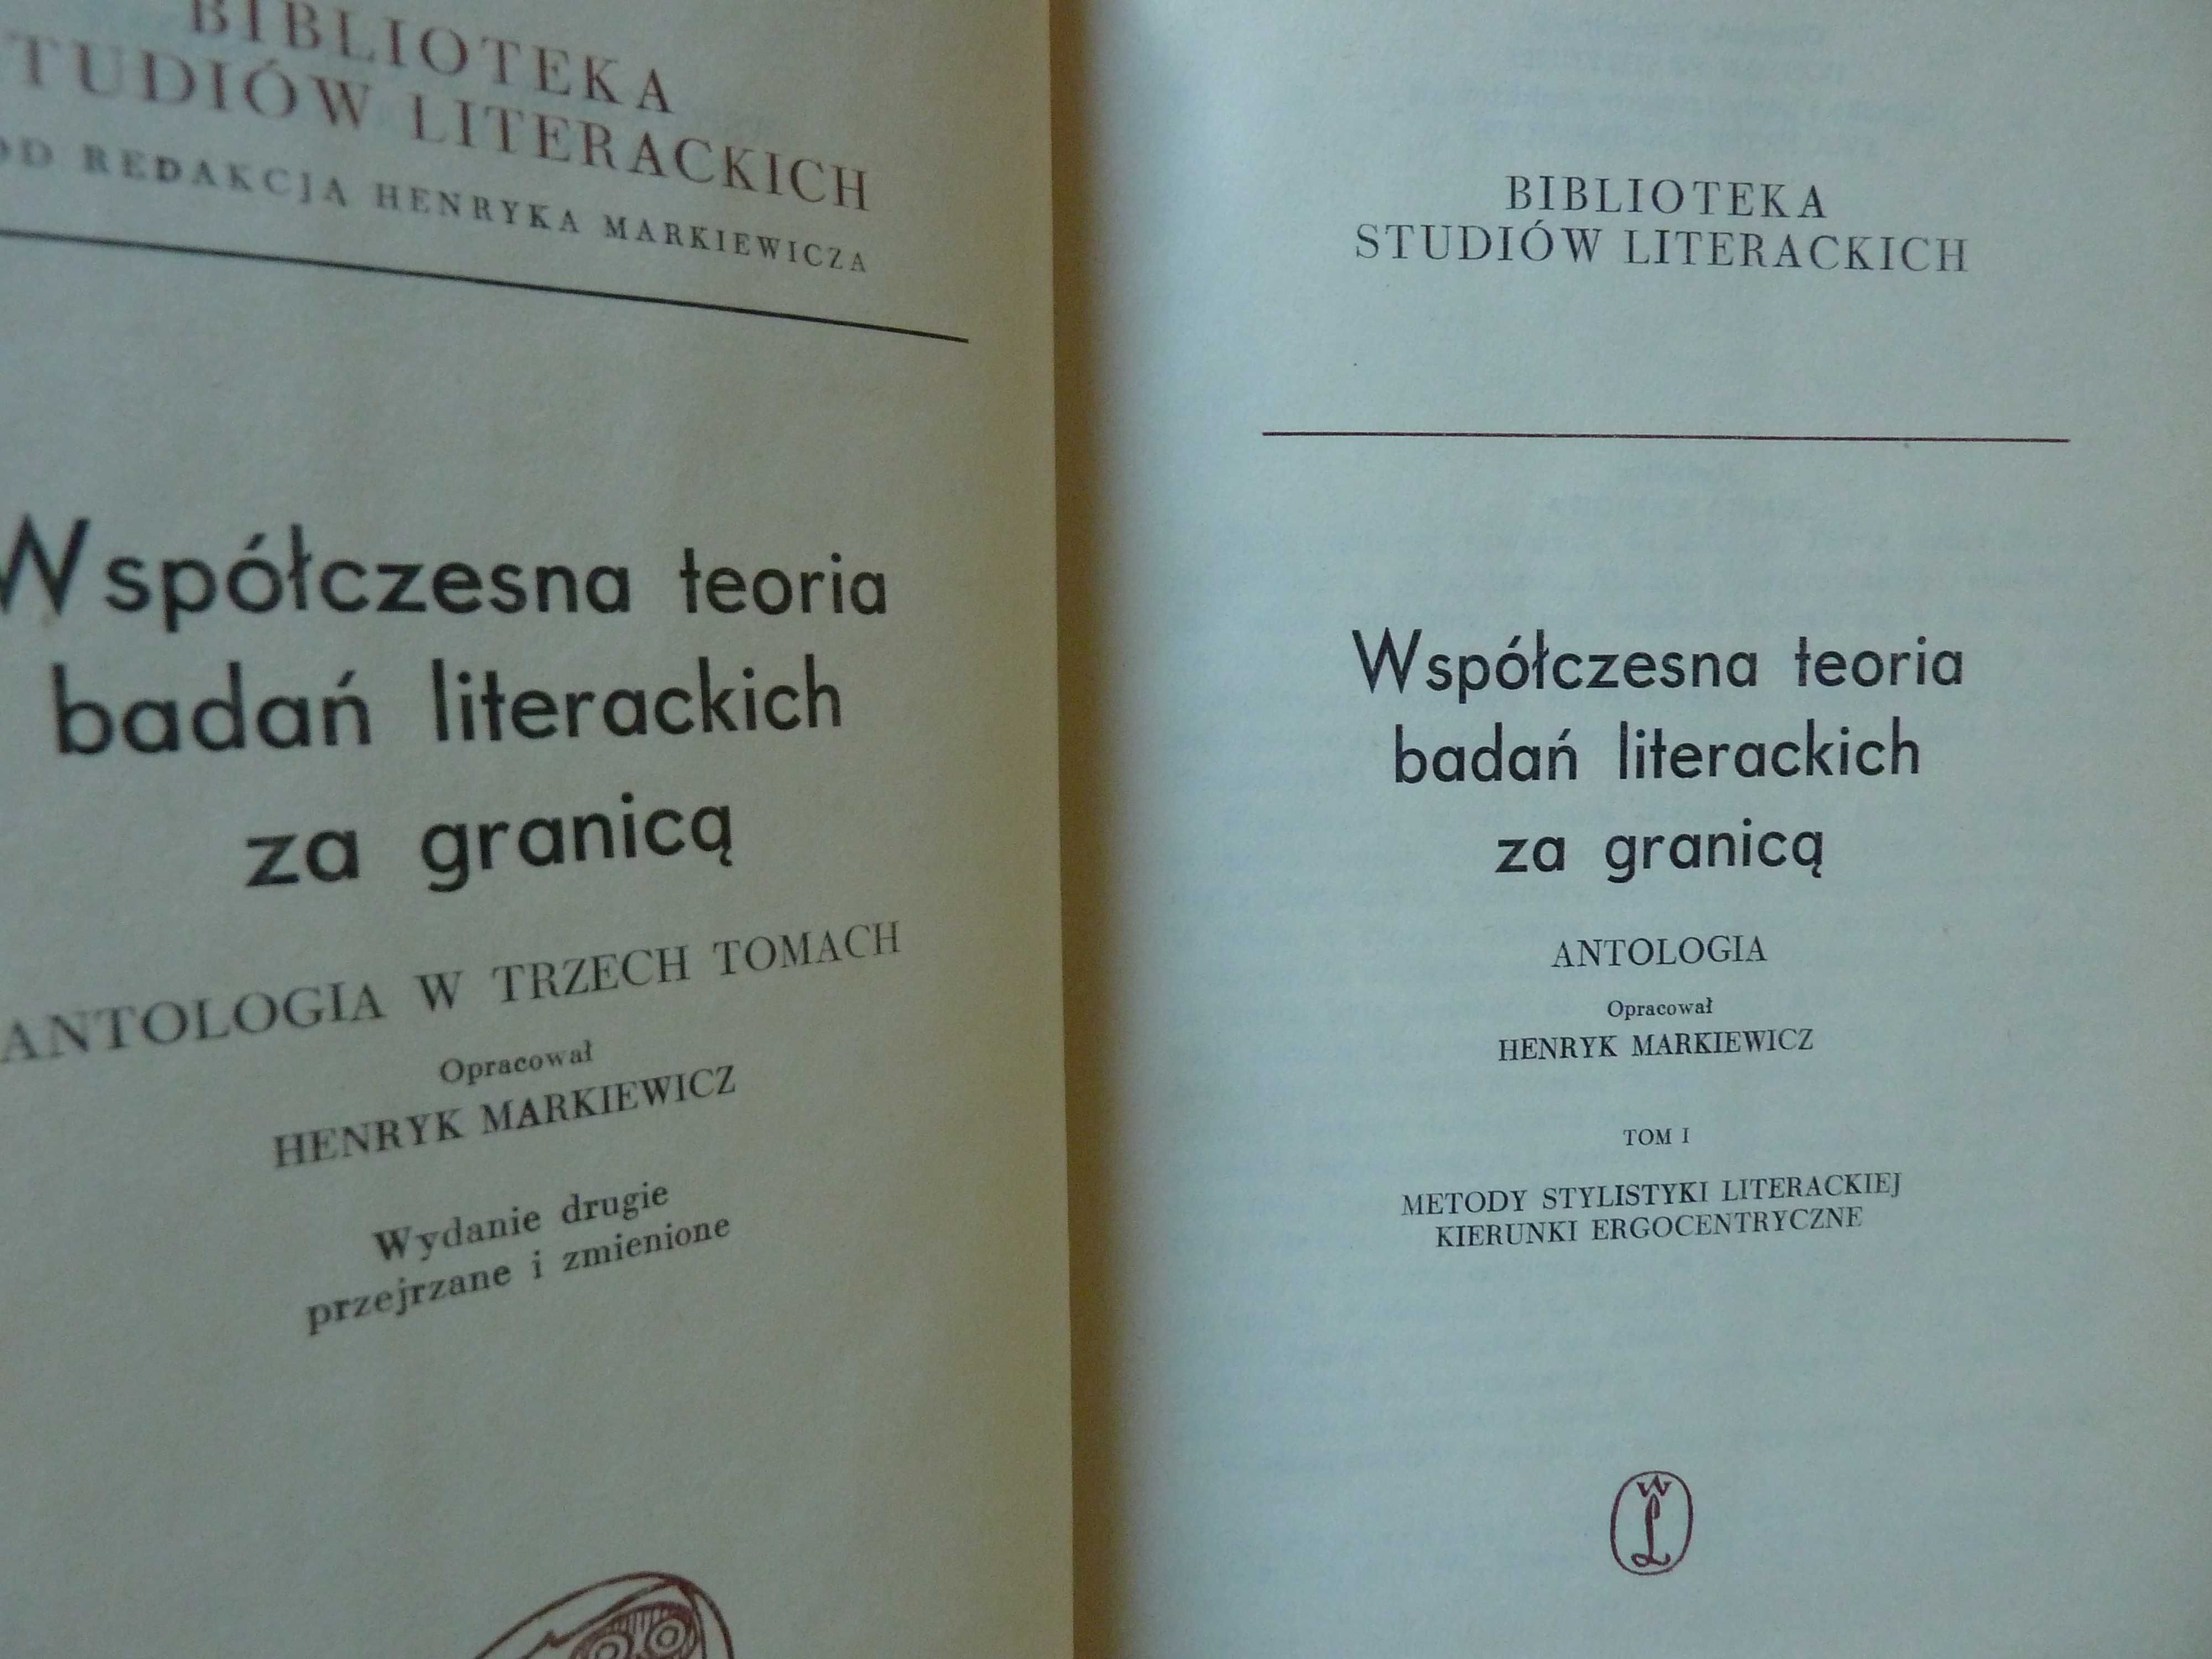 BIBLIOTEKA
STUDIÓW LITERACKICH
POD REDAKCJĄ HENRYKA MARKIEWICZA
Współczesna teoria
badań literackich
za granicą
ANTOLOGIA W TRZECH TOMACH
Opracował
HENRYK MARKIEWICZ
Wydanie drugie
przejrzane i zmienione
BIBLIOTEKA
STUDIÓW LITERACKICH
Współczesna teoria
badań literackich
za granicą
ANTOLOGIA
Opracował
HENRYK MARKIEWICZ
TOM I
METODY STYLISTYKI LITERACKIEJ
KIERUNKI ERGOCENTRYCZNE
WL